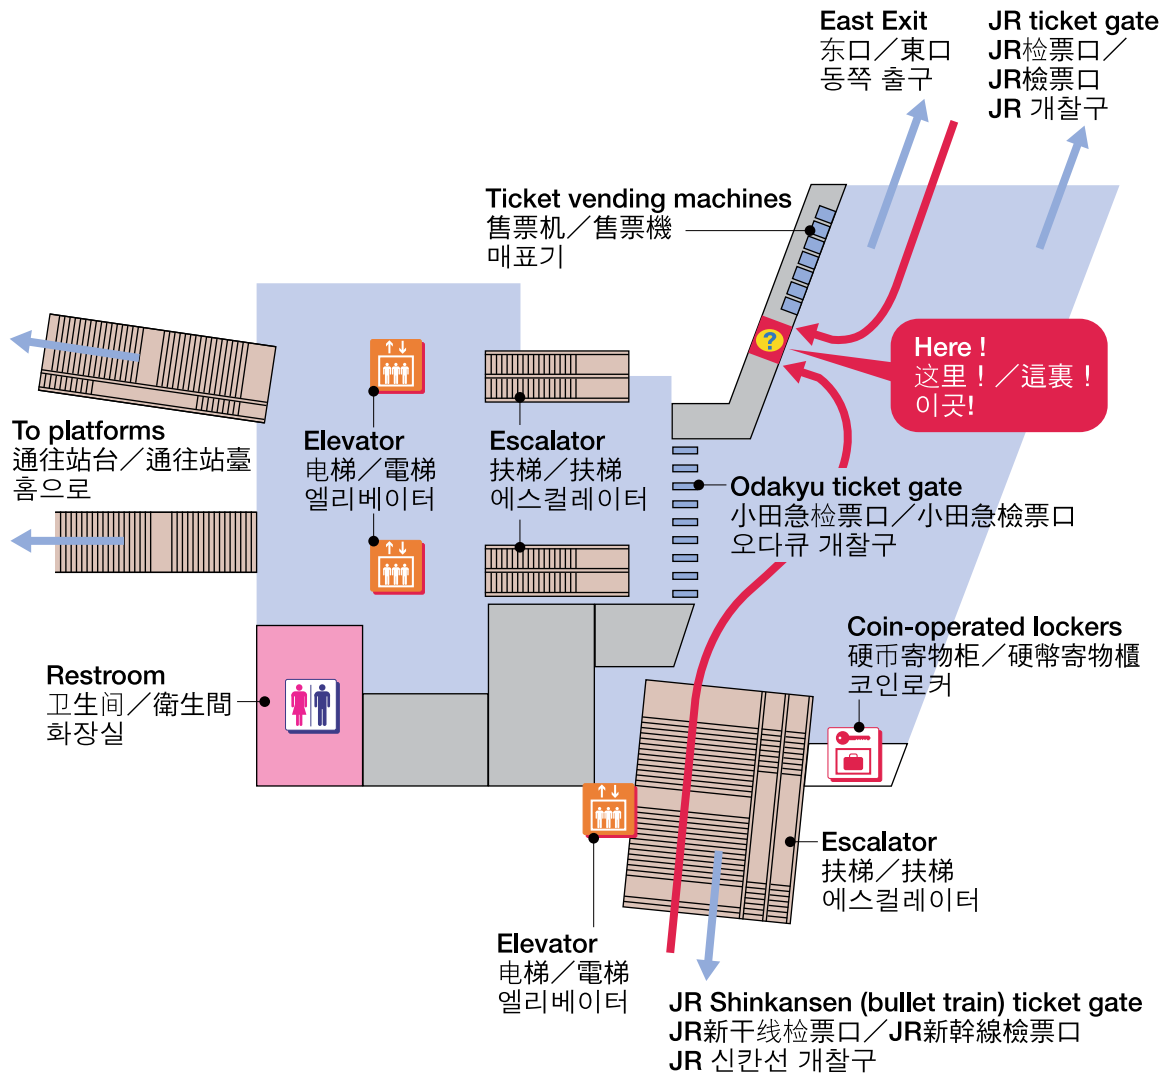 East Exit
东口／東口
동쪽 출구
JR ticket gate
JR检票口／
JR檢票口
JR 개찰구
Ticket vending machines
售票机／售票機
매표기
?
Here !
这里！／這裏！
이곳!
To platforms
通往站台／通往站臺
홈으로
Elevator
电梯／電梯
엘리베이터
Escalator
扶梯／扶梯
에스컬레이터
Odakyu ticket gate
小田急检票口／小田急檢票口
오다큐 개찰구
Restroom
卫生间／衛生間
화장실
Coin-operated lockers
硬币寄物柜／硬幣寄物櫃
코인로커
Escalator
扶梯／扶梯
에스컬레이터
Elevator
电梯／電梯
엘리베이터
JR Shinkansen (bullet train) ticket gate
JR新干线检票口／JR新幹線檢票口
JR 신칸선 개찰구